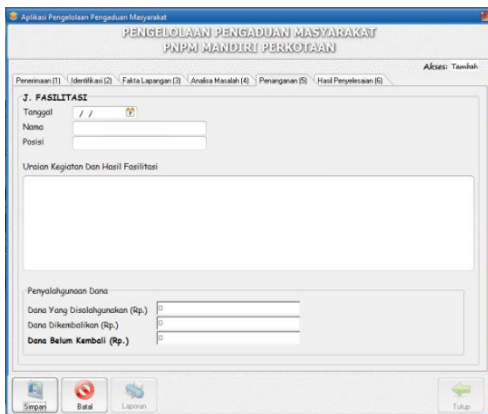 Aplikasi Pengelolaan Pengaduan Masyarakat
PENGELOLAAN PENGADUAN MASYARAKAT
PNPM MANDIRI PERKOTAAN
Akses: Tambah
Penerimaan (1) Identifikasi (2) Fakta Lapangan (3) Analisa Masalah (4) Penanganan (5) Hasil Penyelesaian (6)
J. FASILITASI
Tanggal / /
Nama
Posisi
Uraian Kegiatan Dan Hasil Fasilitasi
Penyalahgunaan Dana
Dana Yang Disalahgunakan (Rp.) 0
Dana Dikembalikan (Rp.) 0
Dana Belum Kembali (Rp.) 0
Simpan Batal Laporan Tutup